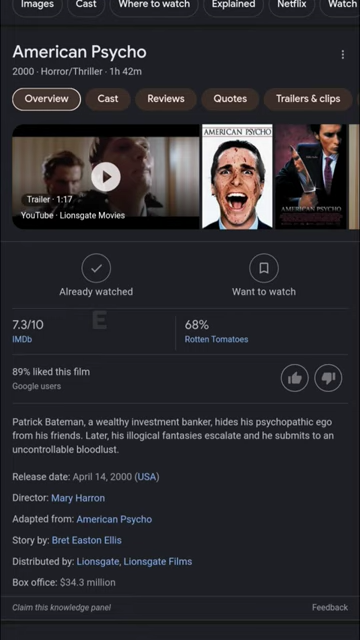 Images
Cast
Where to watch
Explained
Netflix
Watch
American Psycho
2000 · Horror/Thriller · 1h 42m
Overview
Cast
Reviews
Quotes
Trailers & clips
Trailer · 1:17
YouTube · Lionsgate Movies
AMERICAN PSYCHO
AMERICAN PSYCHO
Already watched
Want to watch
E
7.3/10
IMDb
68%
Rotten Tomatoes
89% liked this film
Google users
Patrick Bateman, a wealthy investment banker, hides his psychopathic ego
from his friends. Later, his illogical fantasies escalate and he submits to an
uncontrollable bloodlust.
Release date: April 14, 2000 (USA)
Director: Mary Harron
Adapted from: American Psycho
Story by: Bret Easton Ellis
Distributed by: Lionsgate, Lionsgate Films
Box office: $34.3 million
Claim this knowledge panel
Feedback